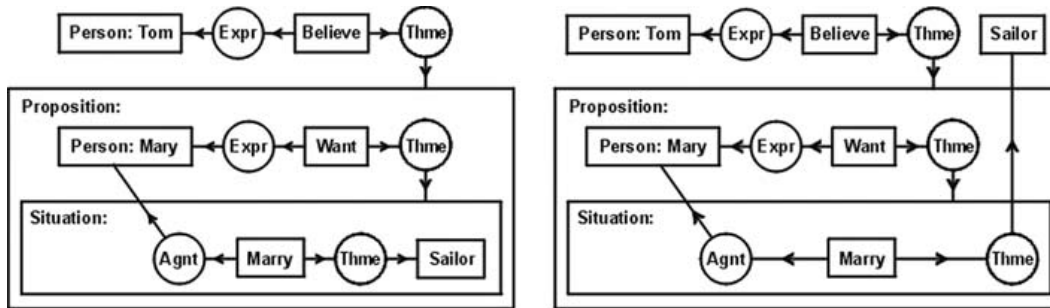 Person: Tom Expr Believe Thme
Proposition:
Person: Mary Expr Want Thme
Situation:
Agnt Marry Thme Sailor
Person: Tom Expr Believe Thme Sailor
Proposition:
Person: Mary Expr Want Thme
Situation:
Agnt Marry Thme